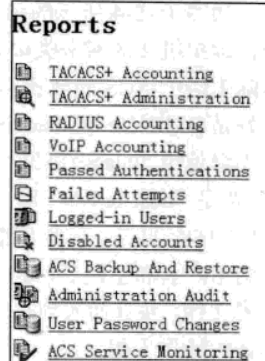 Reports
TACACS+ Accounting
TACACS+ Administration
RADIUS Accounting
VoIP Accounting
Passed Authentications
Failed Attempts
Logged-in Users
Disabled Accounts
ACS Backup And Restore
Administration Audit
User Password Changes
ACS Service Monitoring